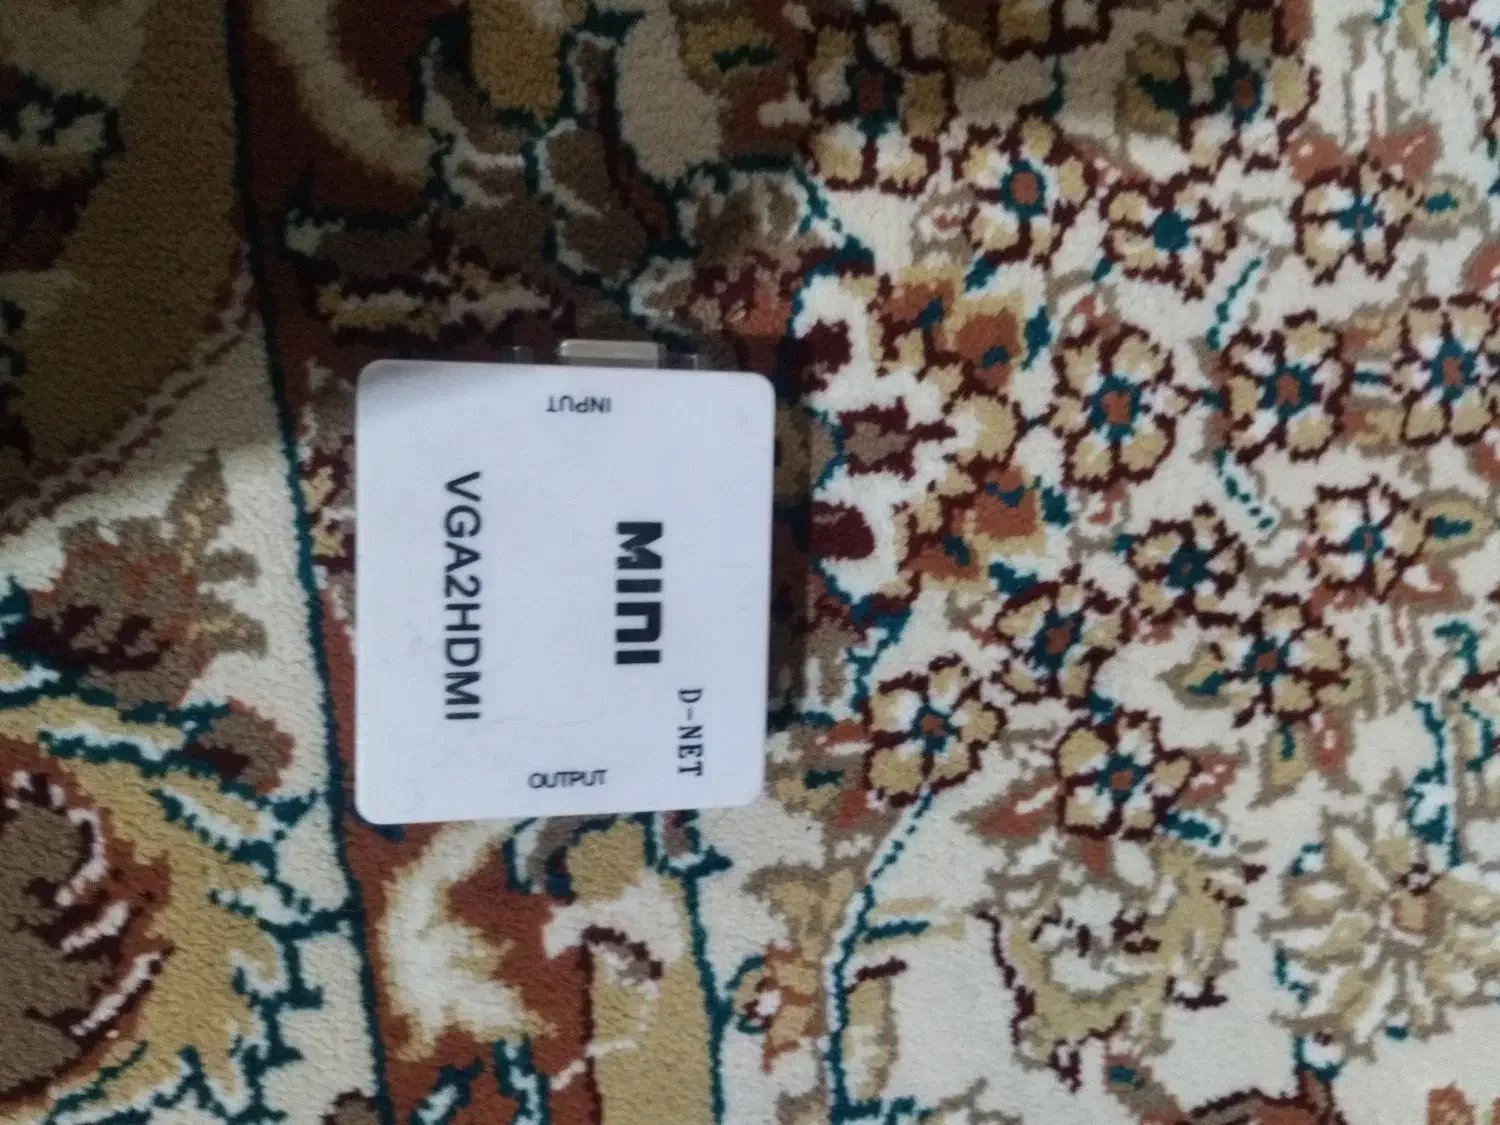 INPUT
MINI
D-NET
VGA2HDMI
OUTPUT